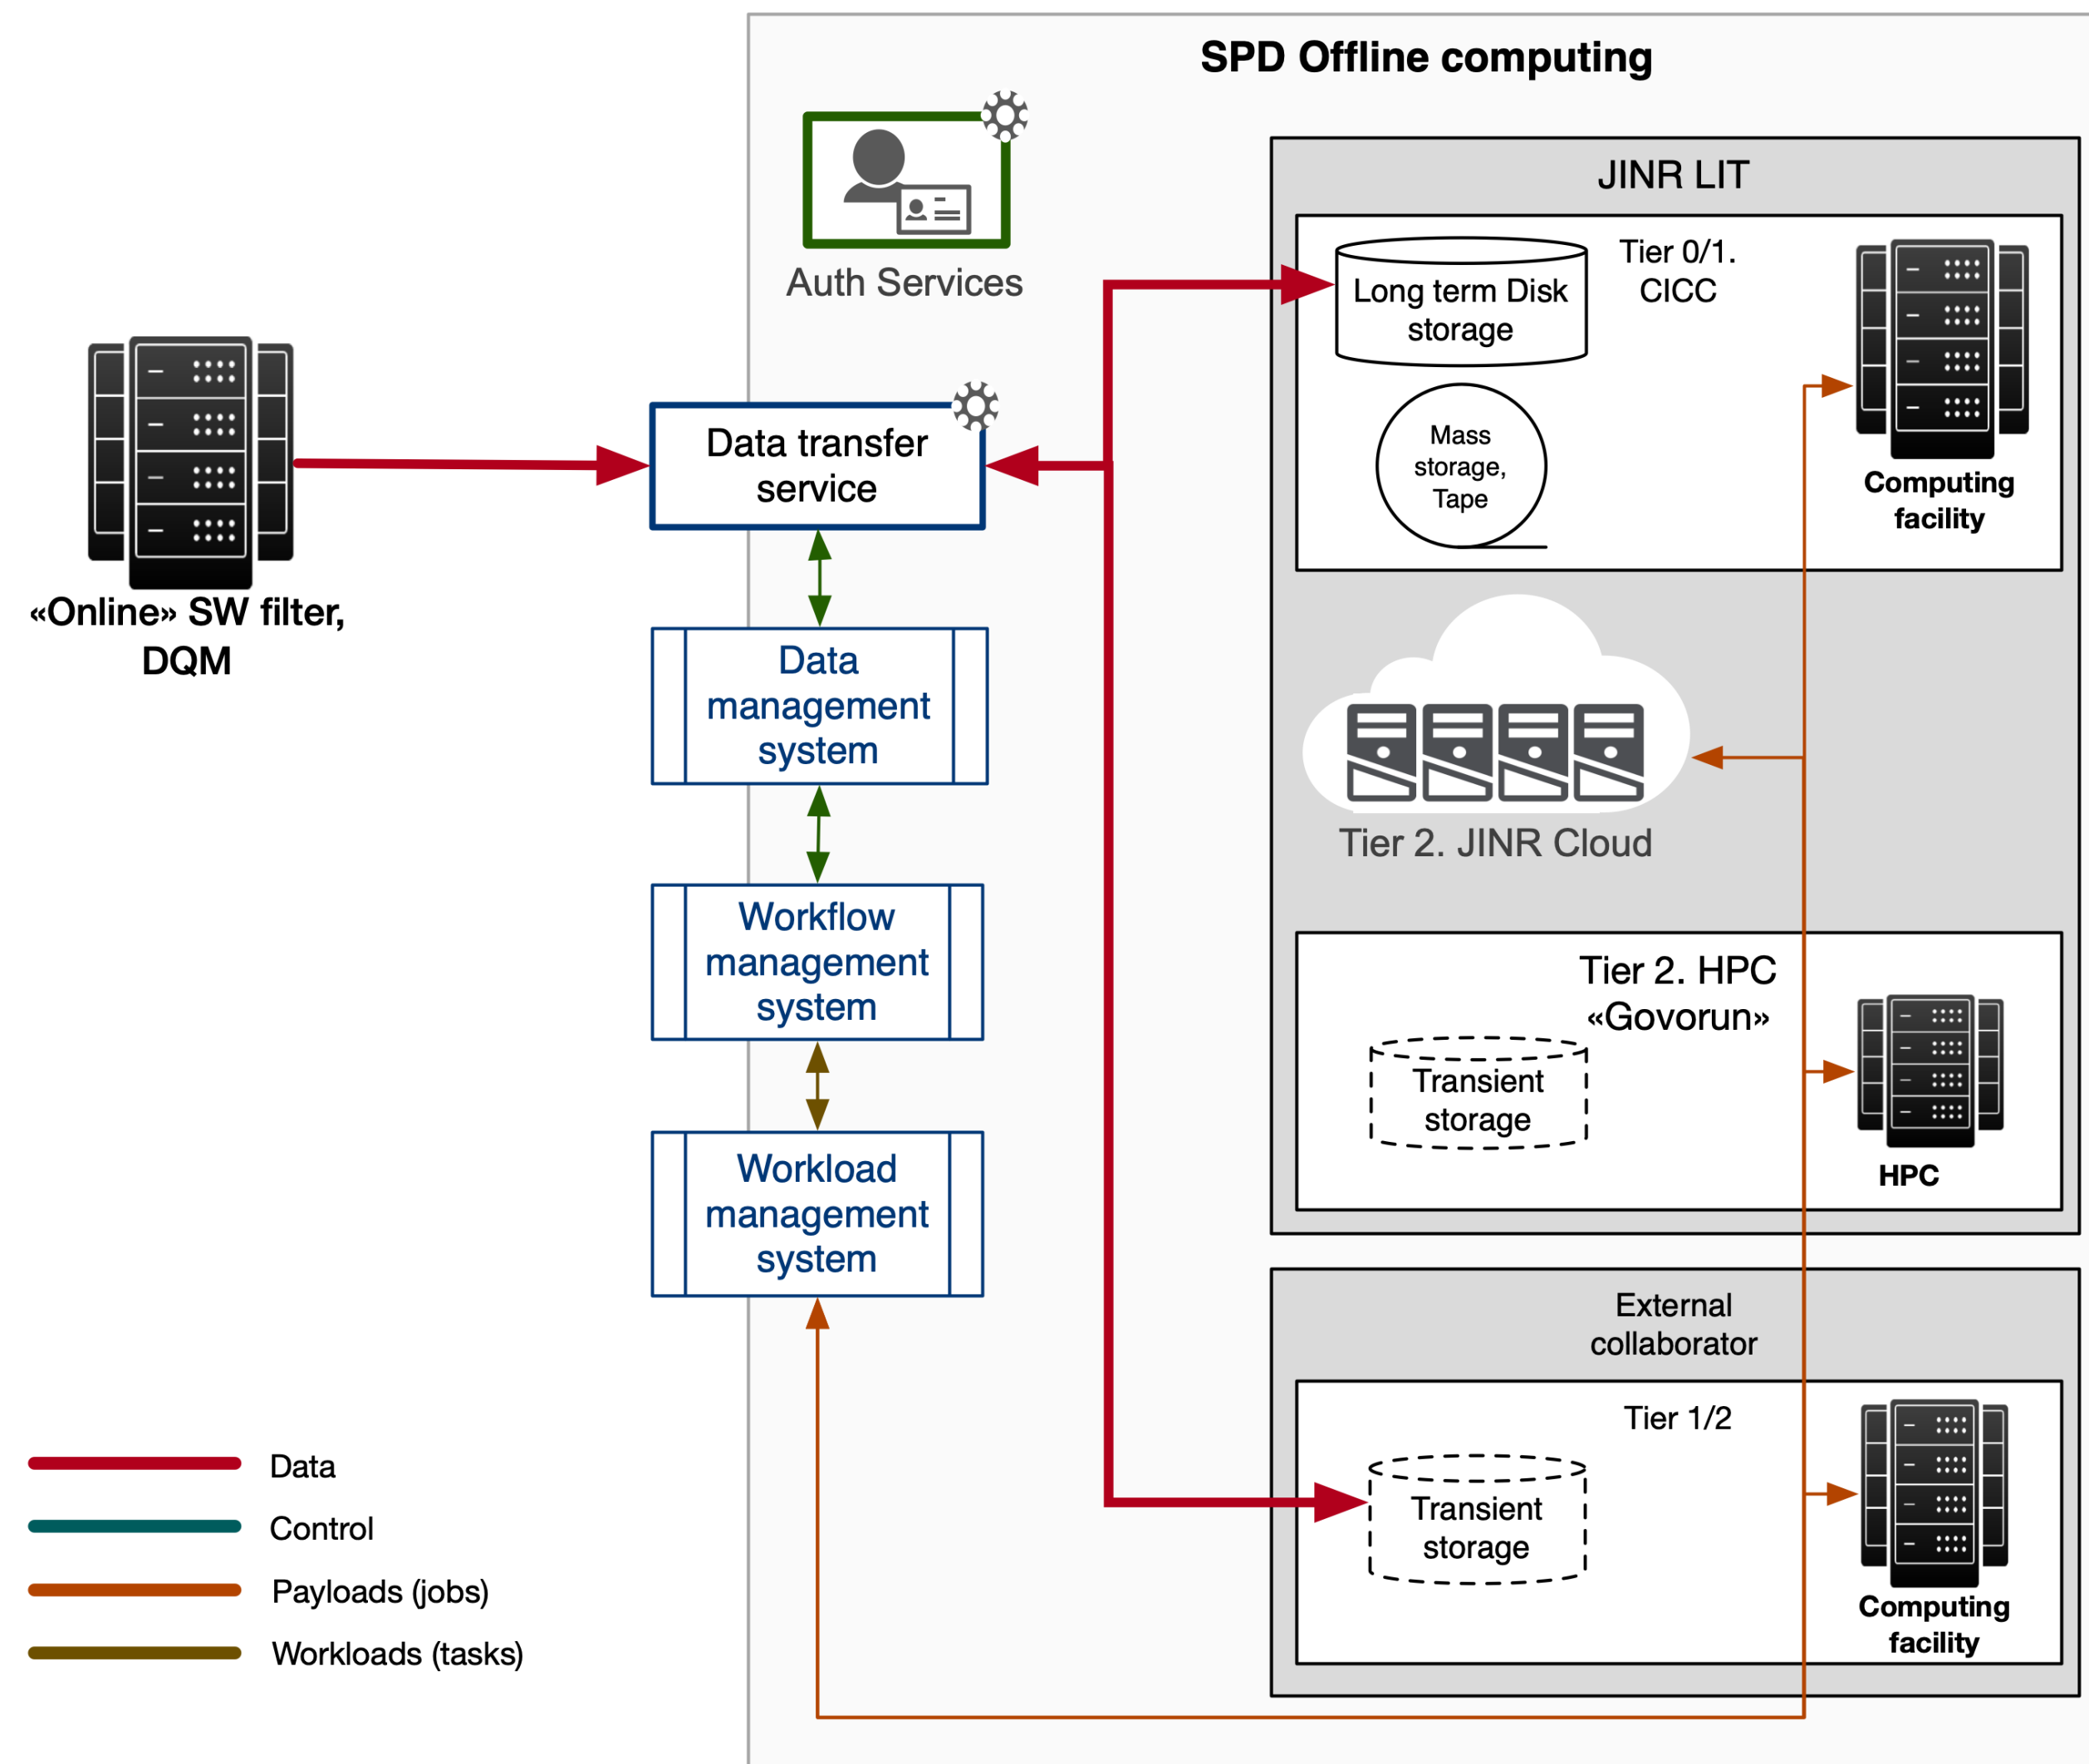 SPD Offline computing
Auth Services
JINR LIT
Tier 0/1.
CICC
Long term Disk
storage
Mass
storage,
Tape
Computing
facility
«Online» SW filter,
DQM
Data transfer
service
Data
management
system
Workflow
management
system
Workload
management
system
Tier 2. JINR Cloud
Tier 2. HPC
«Govorun»
Transient
storage
HPC
External
collaborator
Tier 1/2
Transient
storage
Computing
facility
Data
Control
Payloads (jobs)
Workloads (tasks)